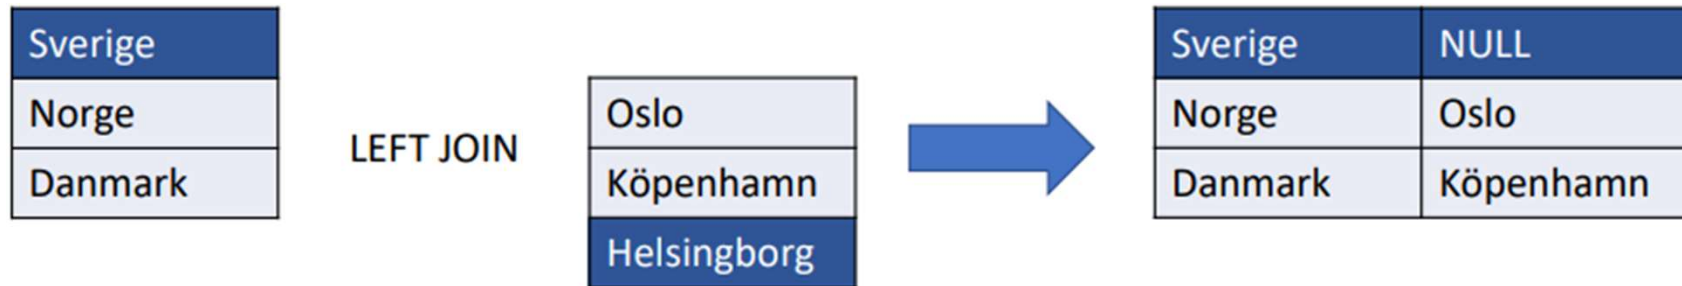 Sverige
Norge
Danmark
LEFT JOIN
Oslo
Köpenhamn
Helsingborg
Sverige NULL
Norge Oslo
Danmark Köpenhamn